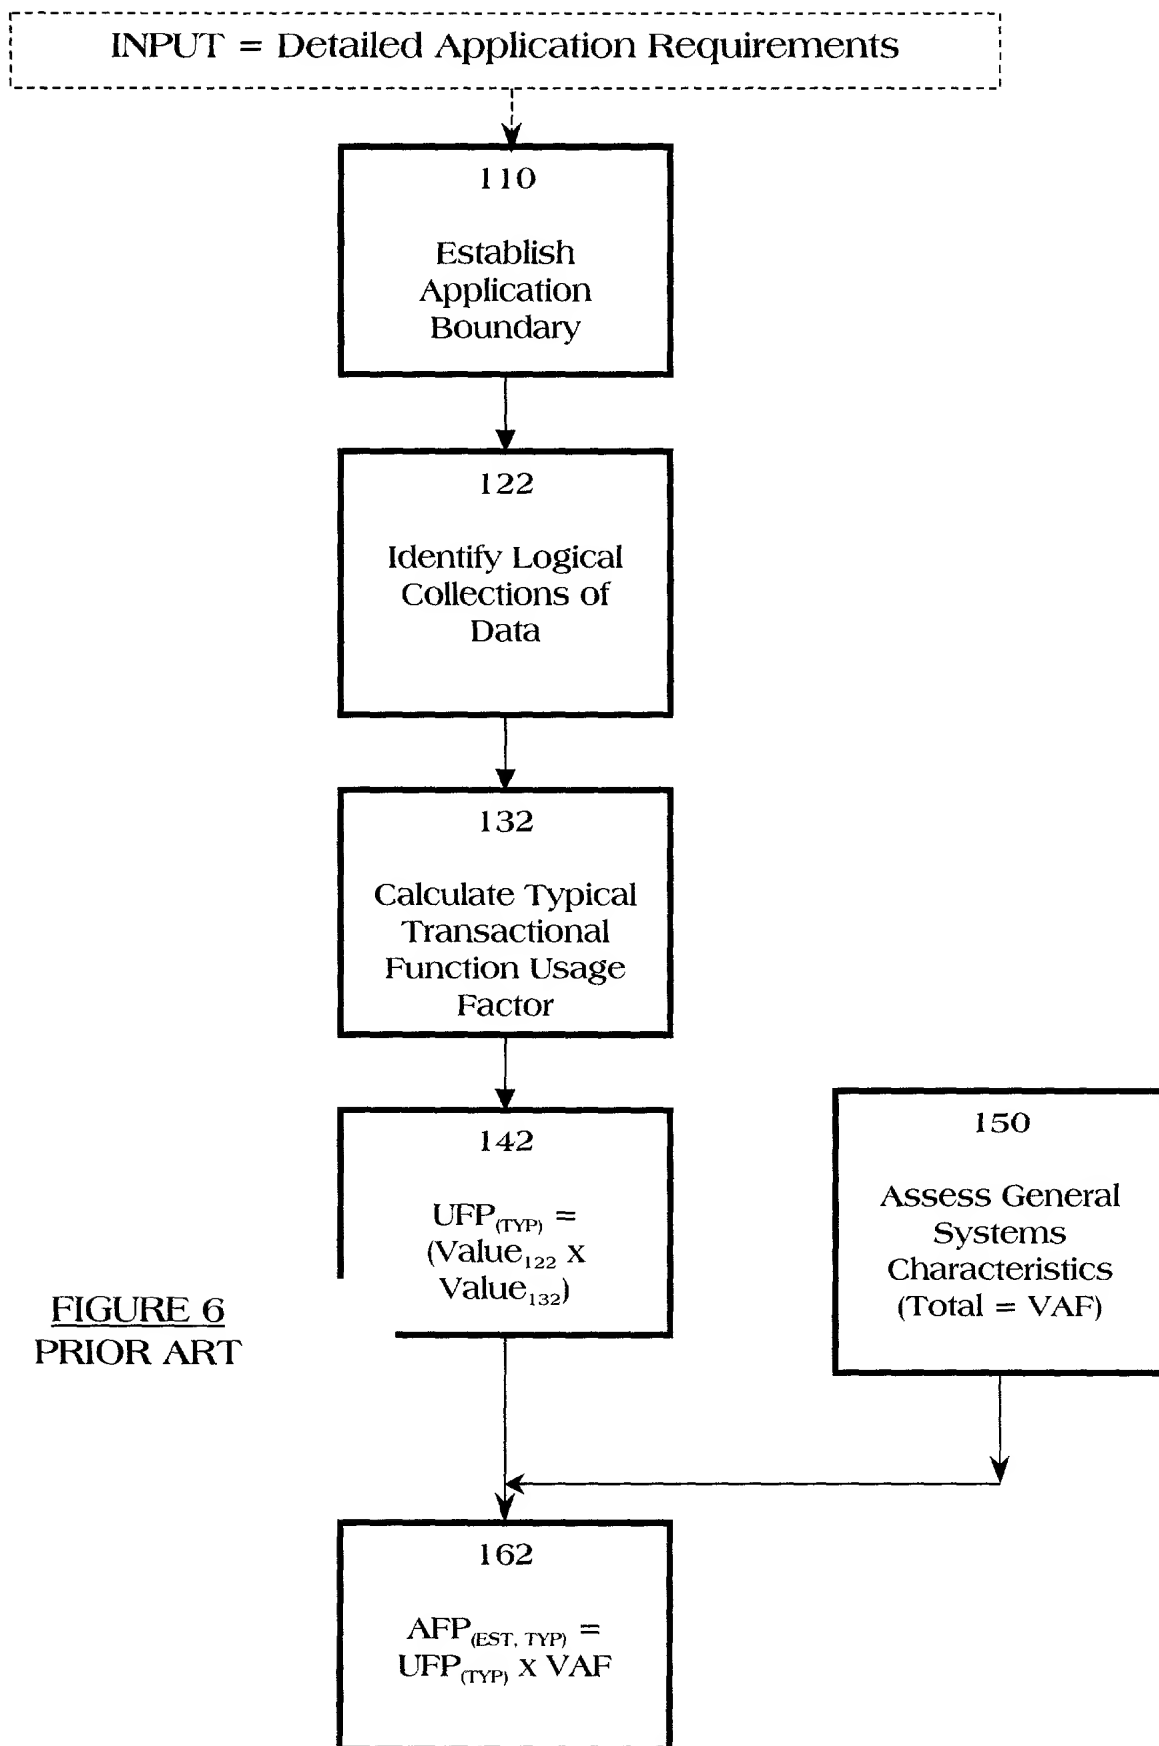 INPUT = Detailed Application Requirements
110
Establish
Application
Boundary
122
Identify Logical
Collections of
Data
132
Calculate Typical
Transactional
Function Usage
Factor
142
UFP(TYP) =
(Value122 x
Value132)
150
Assess General
Systems
Characteristics
(Total = VAF)
FIGURE 6
PRIOR ART
162
AFP(EST, TYP) =
UFP(TYP) x VAF